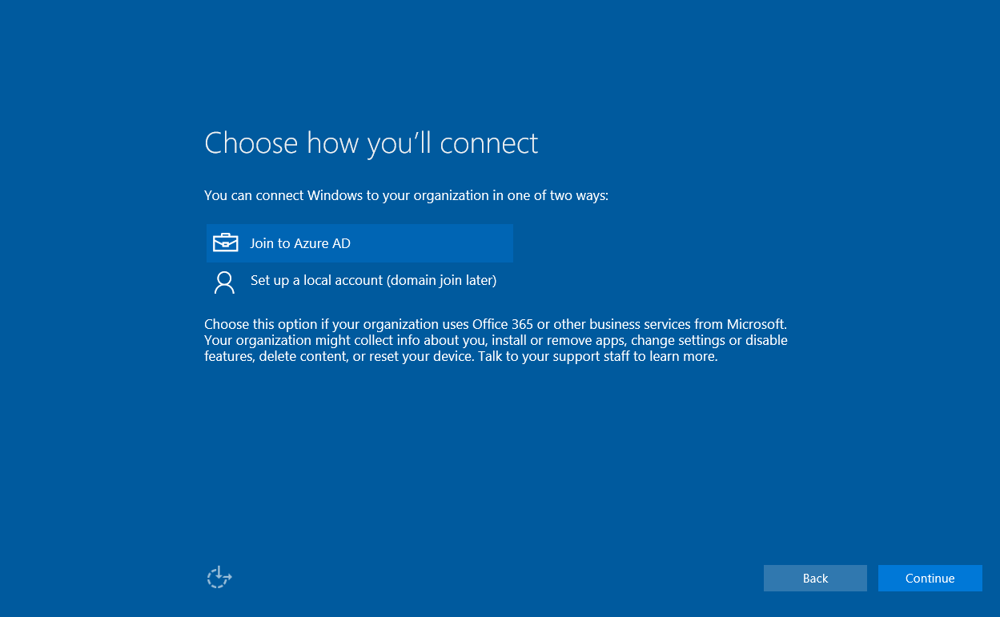 Choose how you’ll connect
You can connect Windows to your organization in one of two ways:
Join to Azure AD
Set up a local account (domain join later)
Choose this option if your organization uses Office 365 or other business services from Microsoft.
Your organization might collect info about you, install or remove apps, change settings or disable
features, delete content, or reset your device. Talk to your support staff to learn more.
Back
Continue